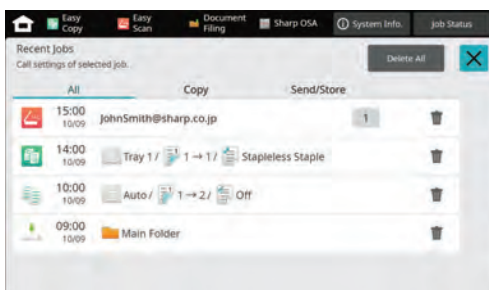 Easy Copy
Easy Scan
Document Filing
Sharp OSA
System Info.
Job Status
Recent Jobs
Call settings of selected job.
Delete All
All
Copy
Send/Store
15:00
10/09
JohnSmith@sharp.co.jp
1
14:00
10/09
Tray 1 / 1→1 / Stapleless Staple
10:00
10/09
Auto / 1→2 / Off
09:00
10/09
Main Folder